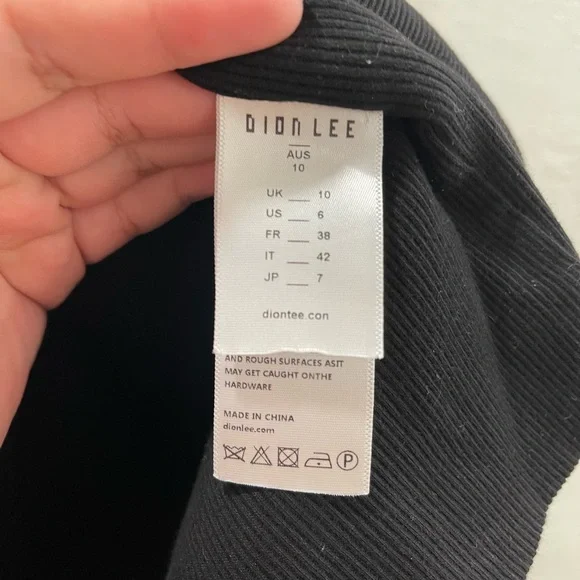 DION LEE
AUS
10
UK ___ 10
US ___ 6
FR ___ 38
IT ___ 42
JP ___ 7
diontee.con
AND ROUGH SURFACES ASIT
MAY GET CAUGHT ONTHE
HARDWARE
MADE IN CHINA
dionlee.com
P